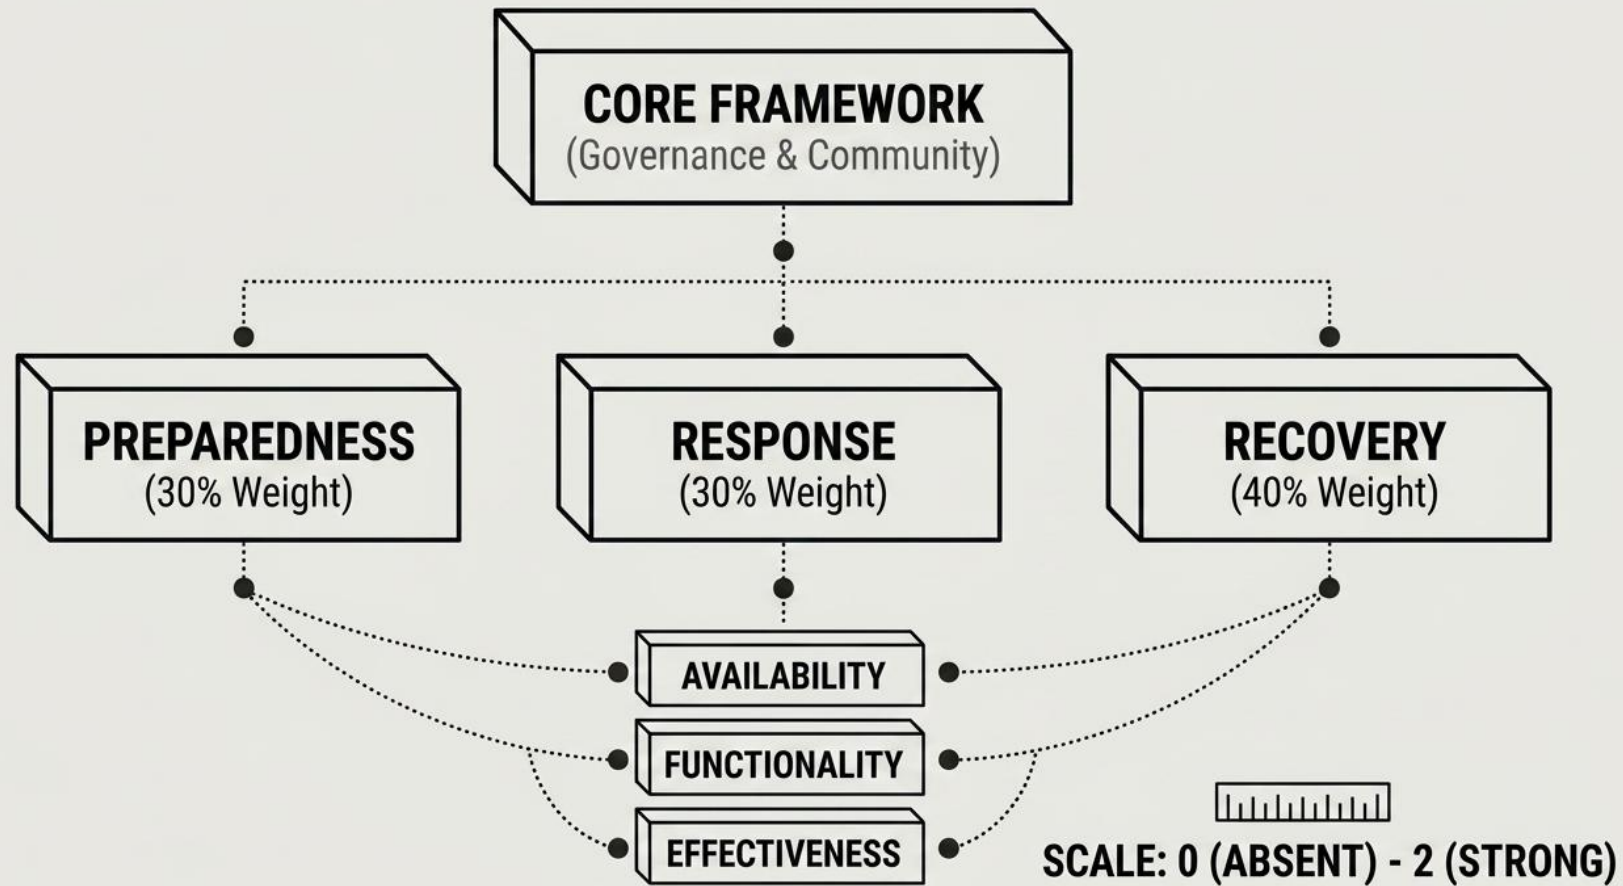 CORE FRAMEWORK
(Governance & Community)
PREPAREDNESS
(30% Weight)
RESPONSE
(30% Weight)
RECOVERY
(40% Weight)
AVAILABILITY
FUNCTIONALITY
EFFECTIVENESS
SCALE: 0 (ABSENT) - 2 (STRONG)